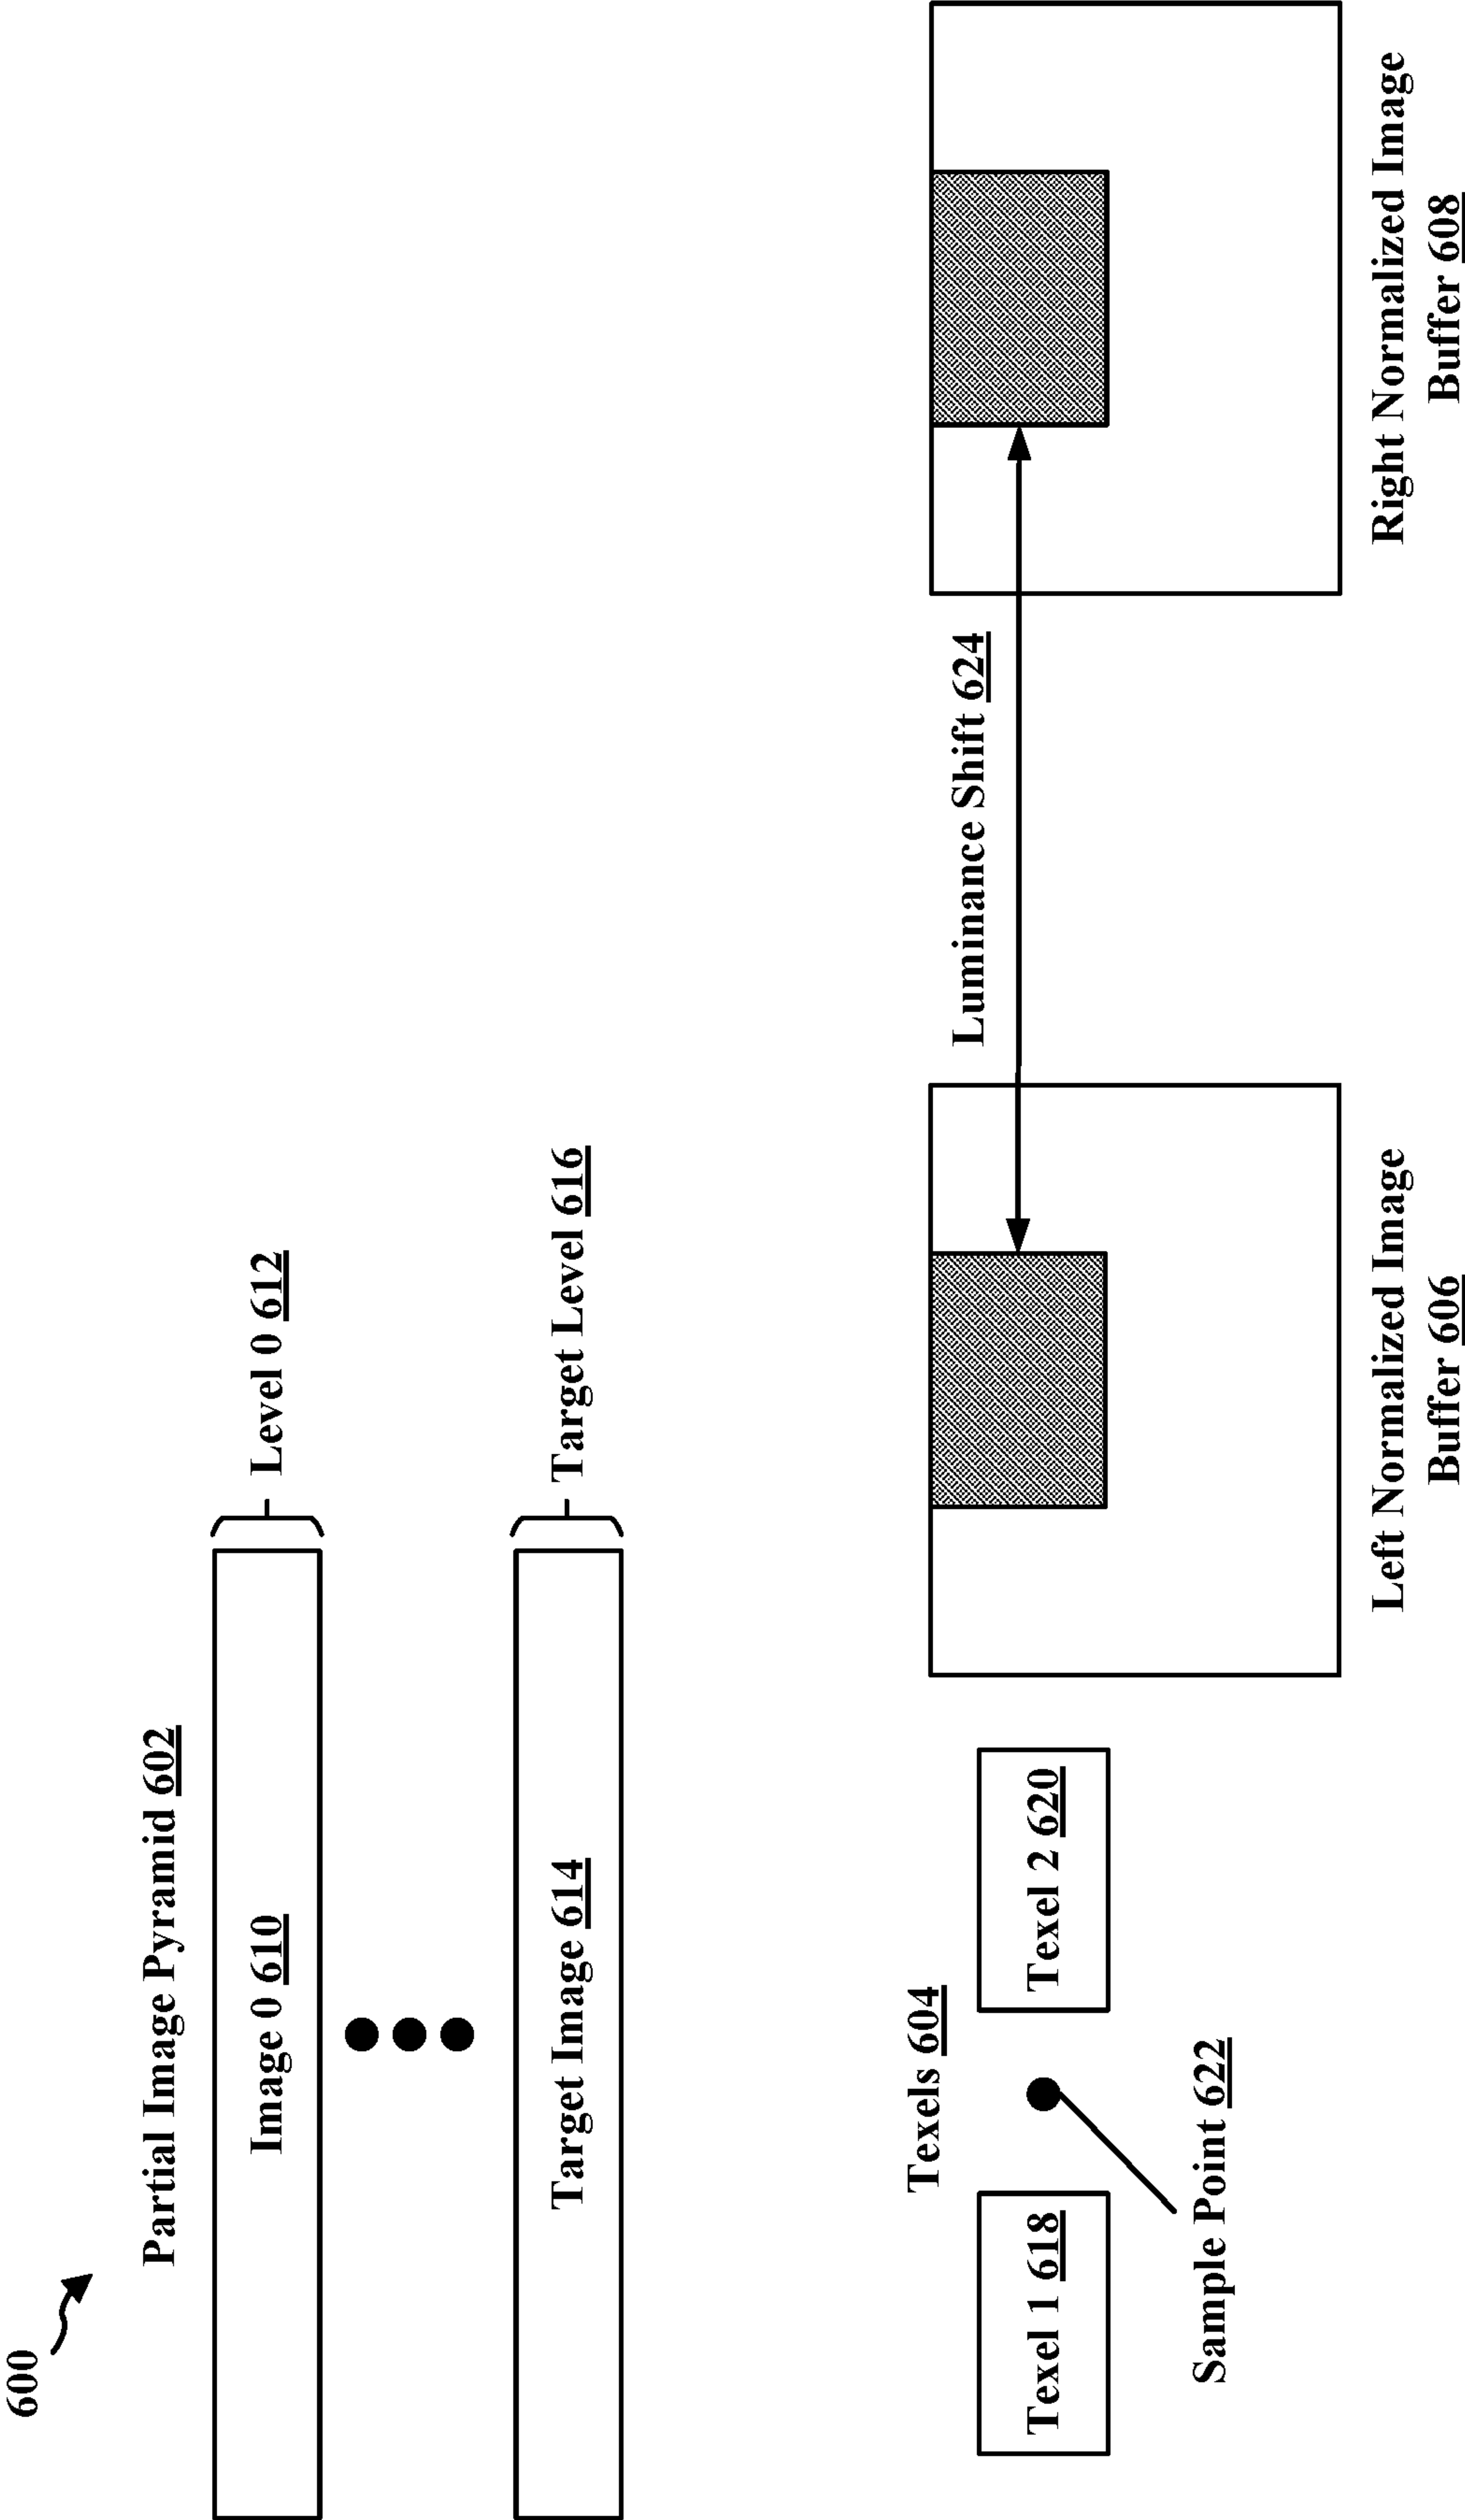 600
Partial Image Pyramid 602
Image 0 610
Level 0 612
Target Image 614
Target Level 616
Texels 604
Texel 1 618
Texel 2 620
Sample Point 622
Luminance Shift 624
Left Normalized Image
Buffer 606
Right Normalized Image
Buffer 608